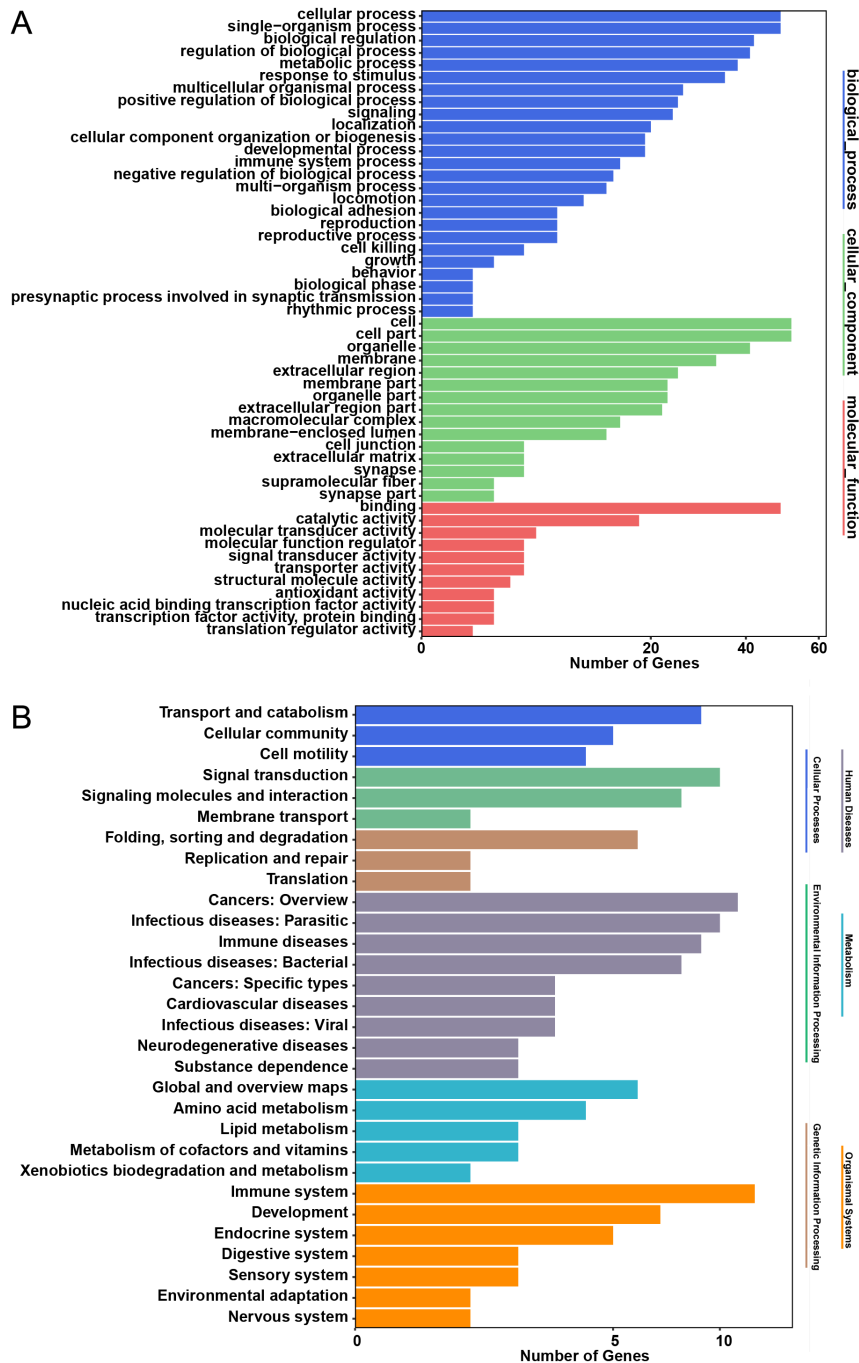 A
cellular process
single-organism process
biological regulation
regulation of biological process
metabolic process
response to stimulus
multicellular organismal process
positive regulation of biological process
signaling
localization
cellular component organization or biogenesis
developmental process
immune system process
negative regulation of biological process
multi-organism process
locomotion
biological adhesion
reproduction
reproductive process
cell killing
growth
behavior
biological phase
presynaptic process involved in synaptic transmission
rhythmic process
cell
cell part
organelle
membrane
extracellular region
membrane part
organelle part
extracellular region part
macromolecular complex
membrane-enclosed lumen
cell junction
extracellular matrix
synapse
supramolecular fiber
synapse part
binding
catalytic activity
molecular transducer activity
molecular function regulator
signal transducer activity
transporter activity
structural molecule activity
antioxidant activity
nucleic acid binding transcription factor activity
transcription factor activity, protein binding
translation regulator activity
0 20 40 60
Number of Genes
biological_process
cellular_component
molecular_function
B
Transport and catabolism
Cellular community
Cell motility
Signal transduction
Signaling molecules and interaction
Membrane transport
Folding, sorting and degradation
Replication and repair
Translation
Cancers: Overview
Infectious diseases: Parasitic
Immune diseases
Infectious diseases: Bacterial
Cancers: Specific types
Cardiovascular diseases
Infectious diseases: Viral
Neurodegenerative diseases
Substance dependence
Global and overview maps
Amino acid metabolism
Lipid metabolism
Metabolism of cofactors and vitamins
Xenobiotics biodegradation and metabolism
Immune system
Development
Endocrine system
Digestive system
Sensory system
Environmental adaptation
Nervous system
0 5 10
Number of Genes
Cellular Processes
Environmental Information Processing
Genetic Information Processing
Human Diseases
Metabolism
Organismal Systems